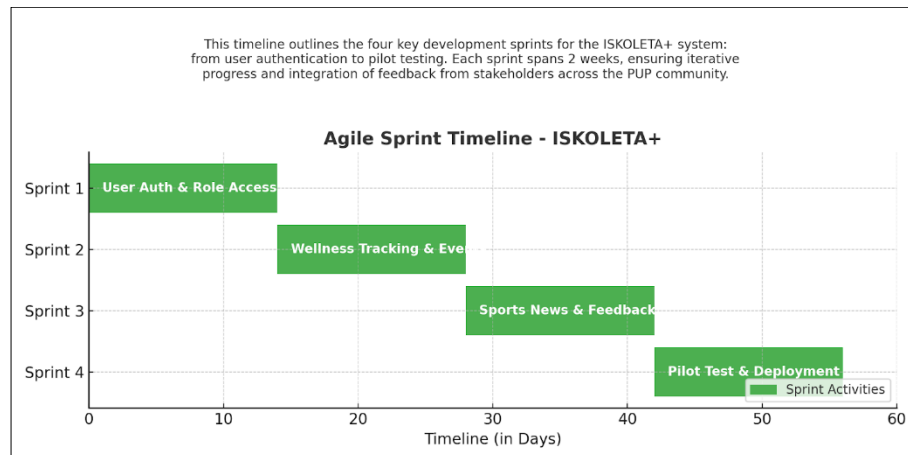 This timeline outlines the four key development sprints for the ISKOLETA+ system:
from user authentication to pilot testing. Each sprint spans 2 weeks, ensuring iterative
progress and integration of feedback from stakeholders across the PUP community.
Agile Sprint Timeline - ISKOLETA+
Sprint 1
User Auth & Role Access
Sprint 2
Wellness Tracking &
Sprint 3
Sports News & Feedback
Sprint 4
Pilot Test & Deployment
Sprint Activities
0 10 20 30 40 50 60
Timeline (in Days)